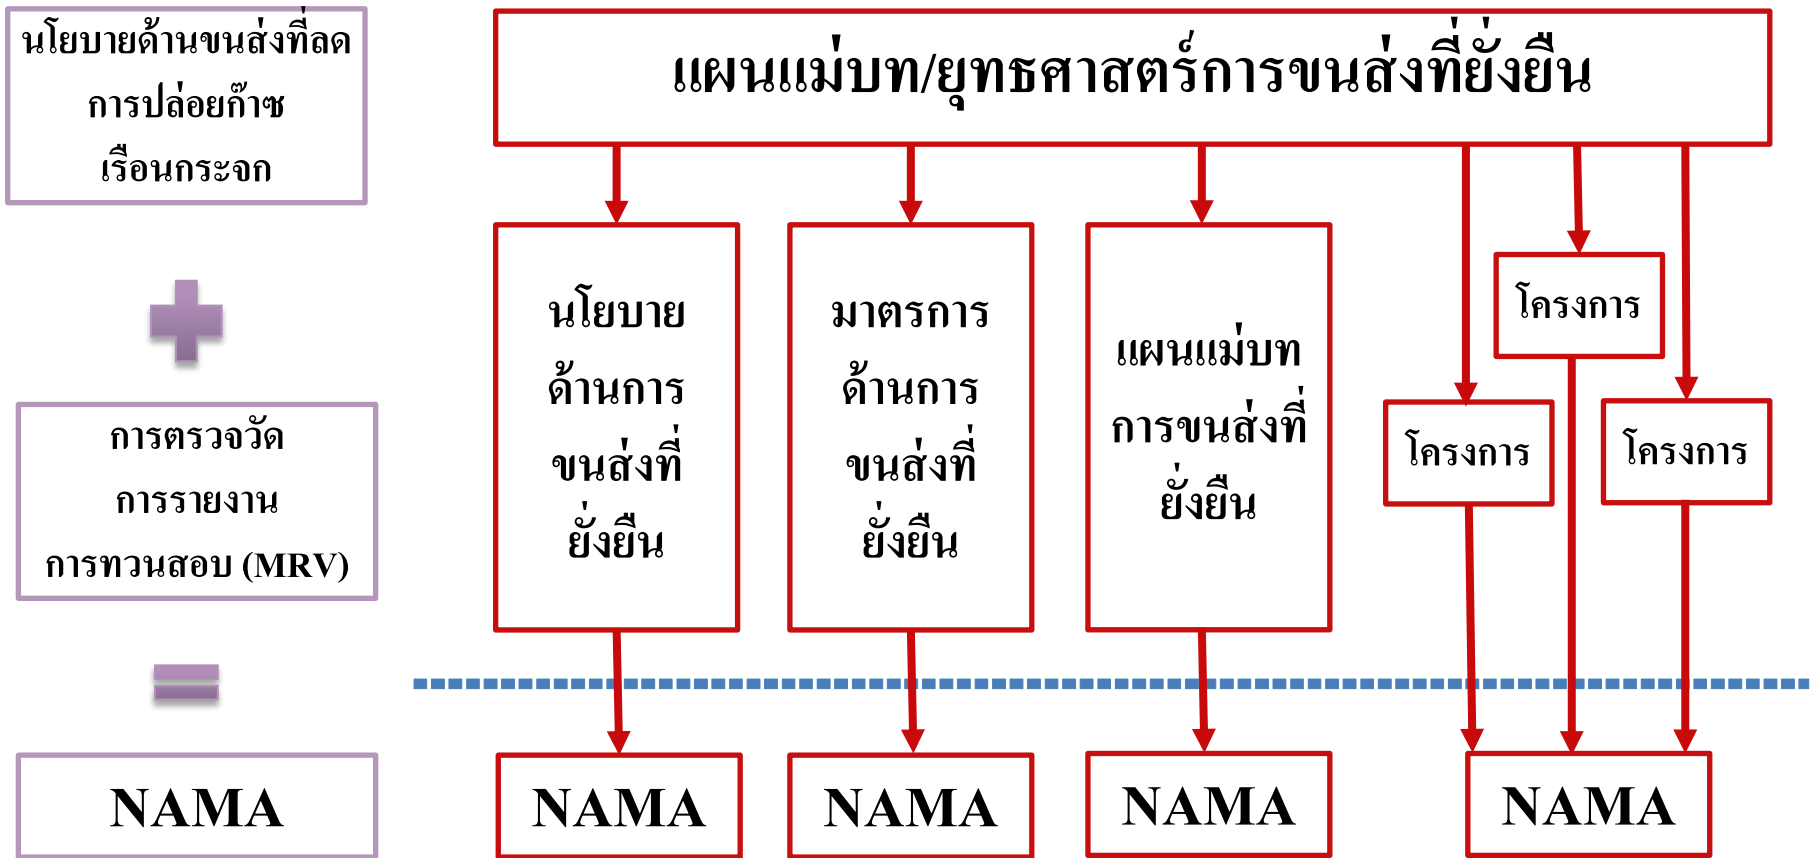 นโยบายด้านขนส่งที่ลด
การปล่อยก๊าซ
เรือนกระจก
การตรวจวัด
การรายงาน
การทวนสอบ (MRV)
NAMA
แผนแม่บท/ยุทธศาสตร์การขนส่งที่ยั่งยืน
นโยบาย
ด้านการ
ขนส่งที่
ยั่งยืน
มาตรการ
ด้านการ
ขนส่งที่
ยั่งยืน
แผนแม่บท
การขนส่งที่
ยั่งยืน
โครงการ
โครงการ
โครงการ
NAMA
NAMA
NAMA
NAMA